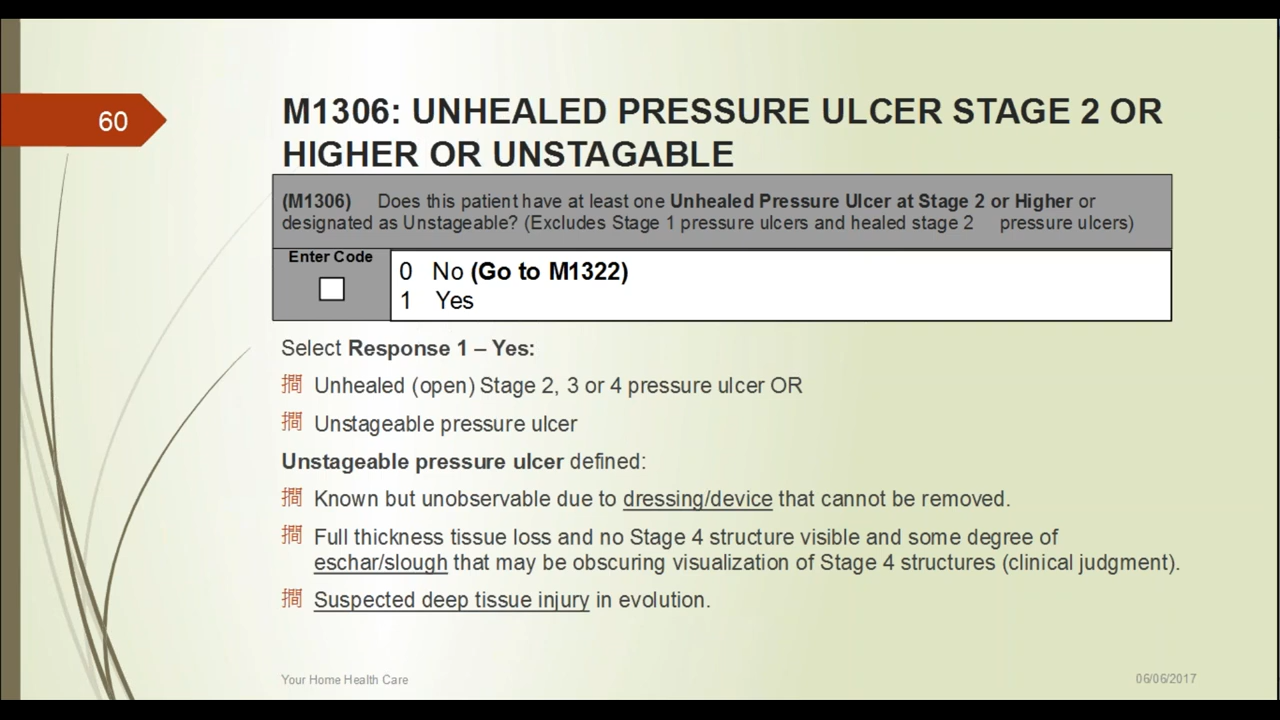 60
M1306: UNHEALED PRESSURE ULCER STAGE 2 OR
HIGHER OR UNSTAGABLE
(M1306) Does this patient have at least one Unhealed Pressure Ulcer at Stage 2 or Higher or
designated as Unstageable? (Excludes Stage 1 pressure ulcers and healed stage 2 pressure ulcers)
Enter Code
0 No (Go to M1322)
1 Yes
Select Response 1 – Yes:
擱 Unhealed (open) Stage 2, 3 or 4 pressure ulcer OR
擱 Unstageable pressure ulcer
Unstageable pressure ulcer defined:
擱 Known but unobservable due to dressing/device that cannot be removed.
擱 Full thickness tissue loss and no Stage 4 structure visible and some degree of
eschar/slough that may be obscuring visualization of Stage 4 structures (clinical judgment).
擱 Suspected deep tissue injury in evolution.
Your Home Health Care
06/06/2017